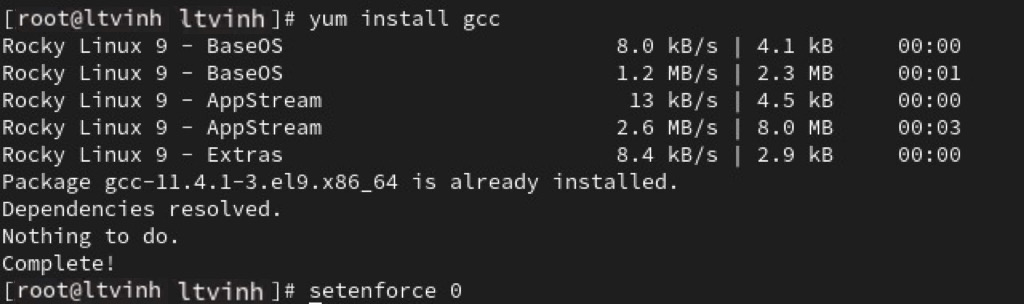 [root@ltvinh ltvinh]# yum install gcc
Rocky Linux 9 - BaseOS 8.0 kB/s | 4.1 kB 00:00
Rocky Linux 9 - BaseOS 1.2 MB/s | 2.3 MB 00:01
Rocky Linux 9 - AppStream 13 kB/s | 4.5 kB 00:00
Rocky Linux 9 - AppStream 2.6 MB/s | 8.0 MB 00:03
Rocky Linux 9 - Extras 8.4 kB/s | 2.9 kB 00:00
Package gcc-11.4.1-3.el9.x86_64 is already installed.
Dependencies resolved.
Nothing to do.
Complete!
[root@ltvinh ltvinh]# setenforce 0